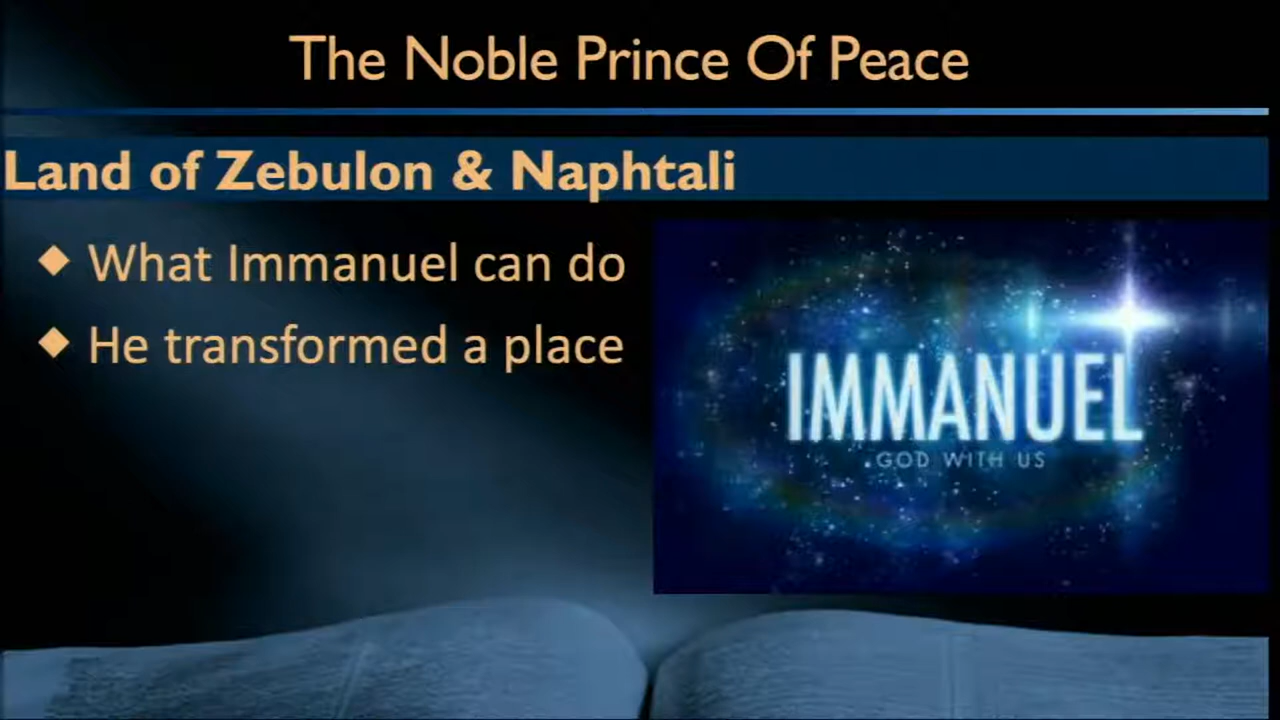 The Noble Prince Of Peace
Land of Zebulon & Naphtali
What Immanuel can do
He transformed a place
IMMANUEL
GOD WITH US